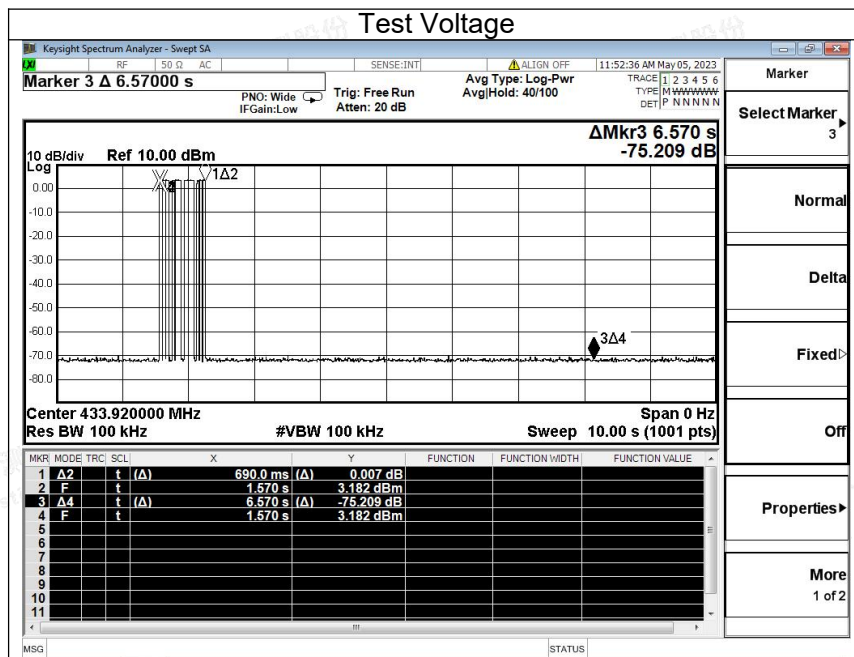 Test Voltage
Keysight Spectrum Analyzer - Swept SA
LXI RF 50 Ω AC SENSE:INT ALIGN OFF 11:52:36 AM May 05, 2023
Marker 3 Δ 6.57000 s
PNO: Wide
IFGain:Low
Trig: Free Run
Atten: 20 dB
Avg Type: Log-Pwr
Avg|Hold: 40/100
TRACE 1 2 3 4 5 6
TYPE M WWWWW
DET P N N N N N
ΔMkr3 6.570 s
-75.209 dB
10 dB/div Ref 10.00 dBm
Log
1Δ2
0.00
-10.0
-20.0
-30.0
-40.0
-50.0
-60.0
3Δ4
-70.0
-80.0
Center 433.920000 MHz Span 0 Hz
Res BW 100 kHz #VBW 100 kHz Sweep 10.00 s (1001 pts)
MKR MODE TRC SCL X Y FUNCTION FUNCTION WIDTH FUNCTION VALUE
1 Δ2 t (Δ) 690.0 ms (Δ) 0.007 dB
2 F t 1.570 s 3.182 dBm
3 Δ4 t (Δ) 6.570 s (Δ) -75.209 dB
4 F t 1.570 s 3.182 dBm
5
6
7
8
9
10
11
MSG STATUS
Marker
Select Marker
3
Normal
Delta
Fixed
Off
Properties
More
1 of 2